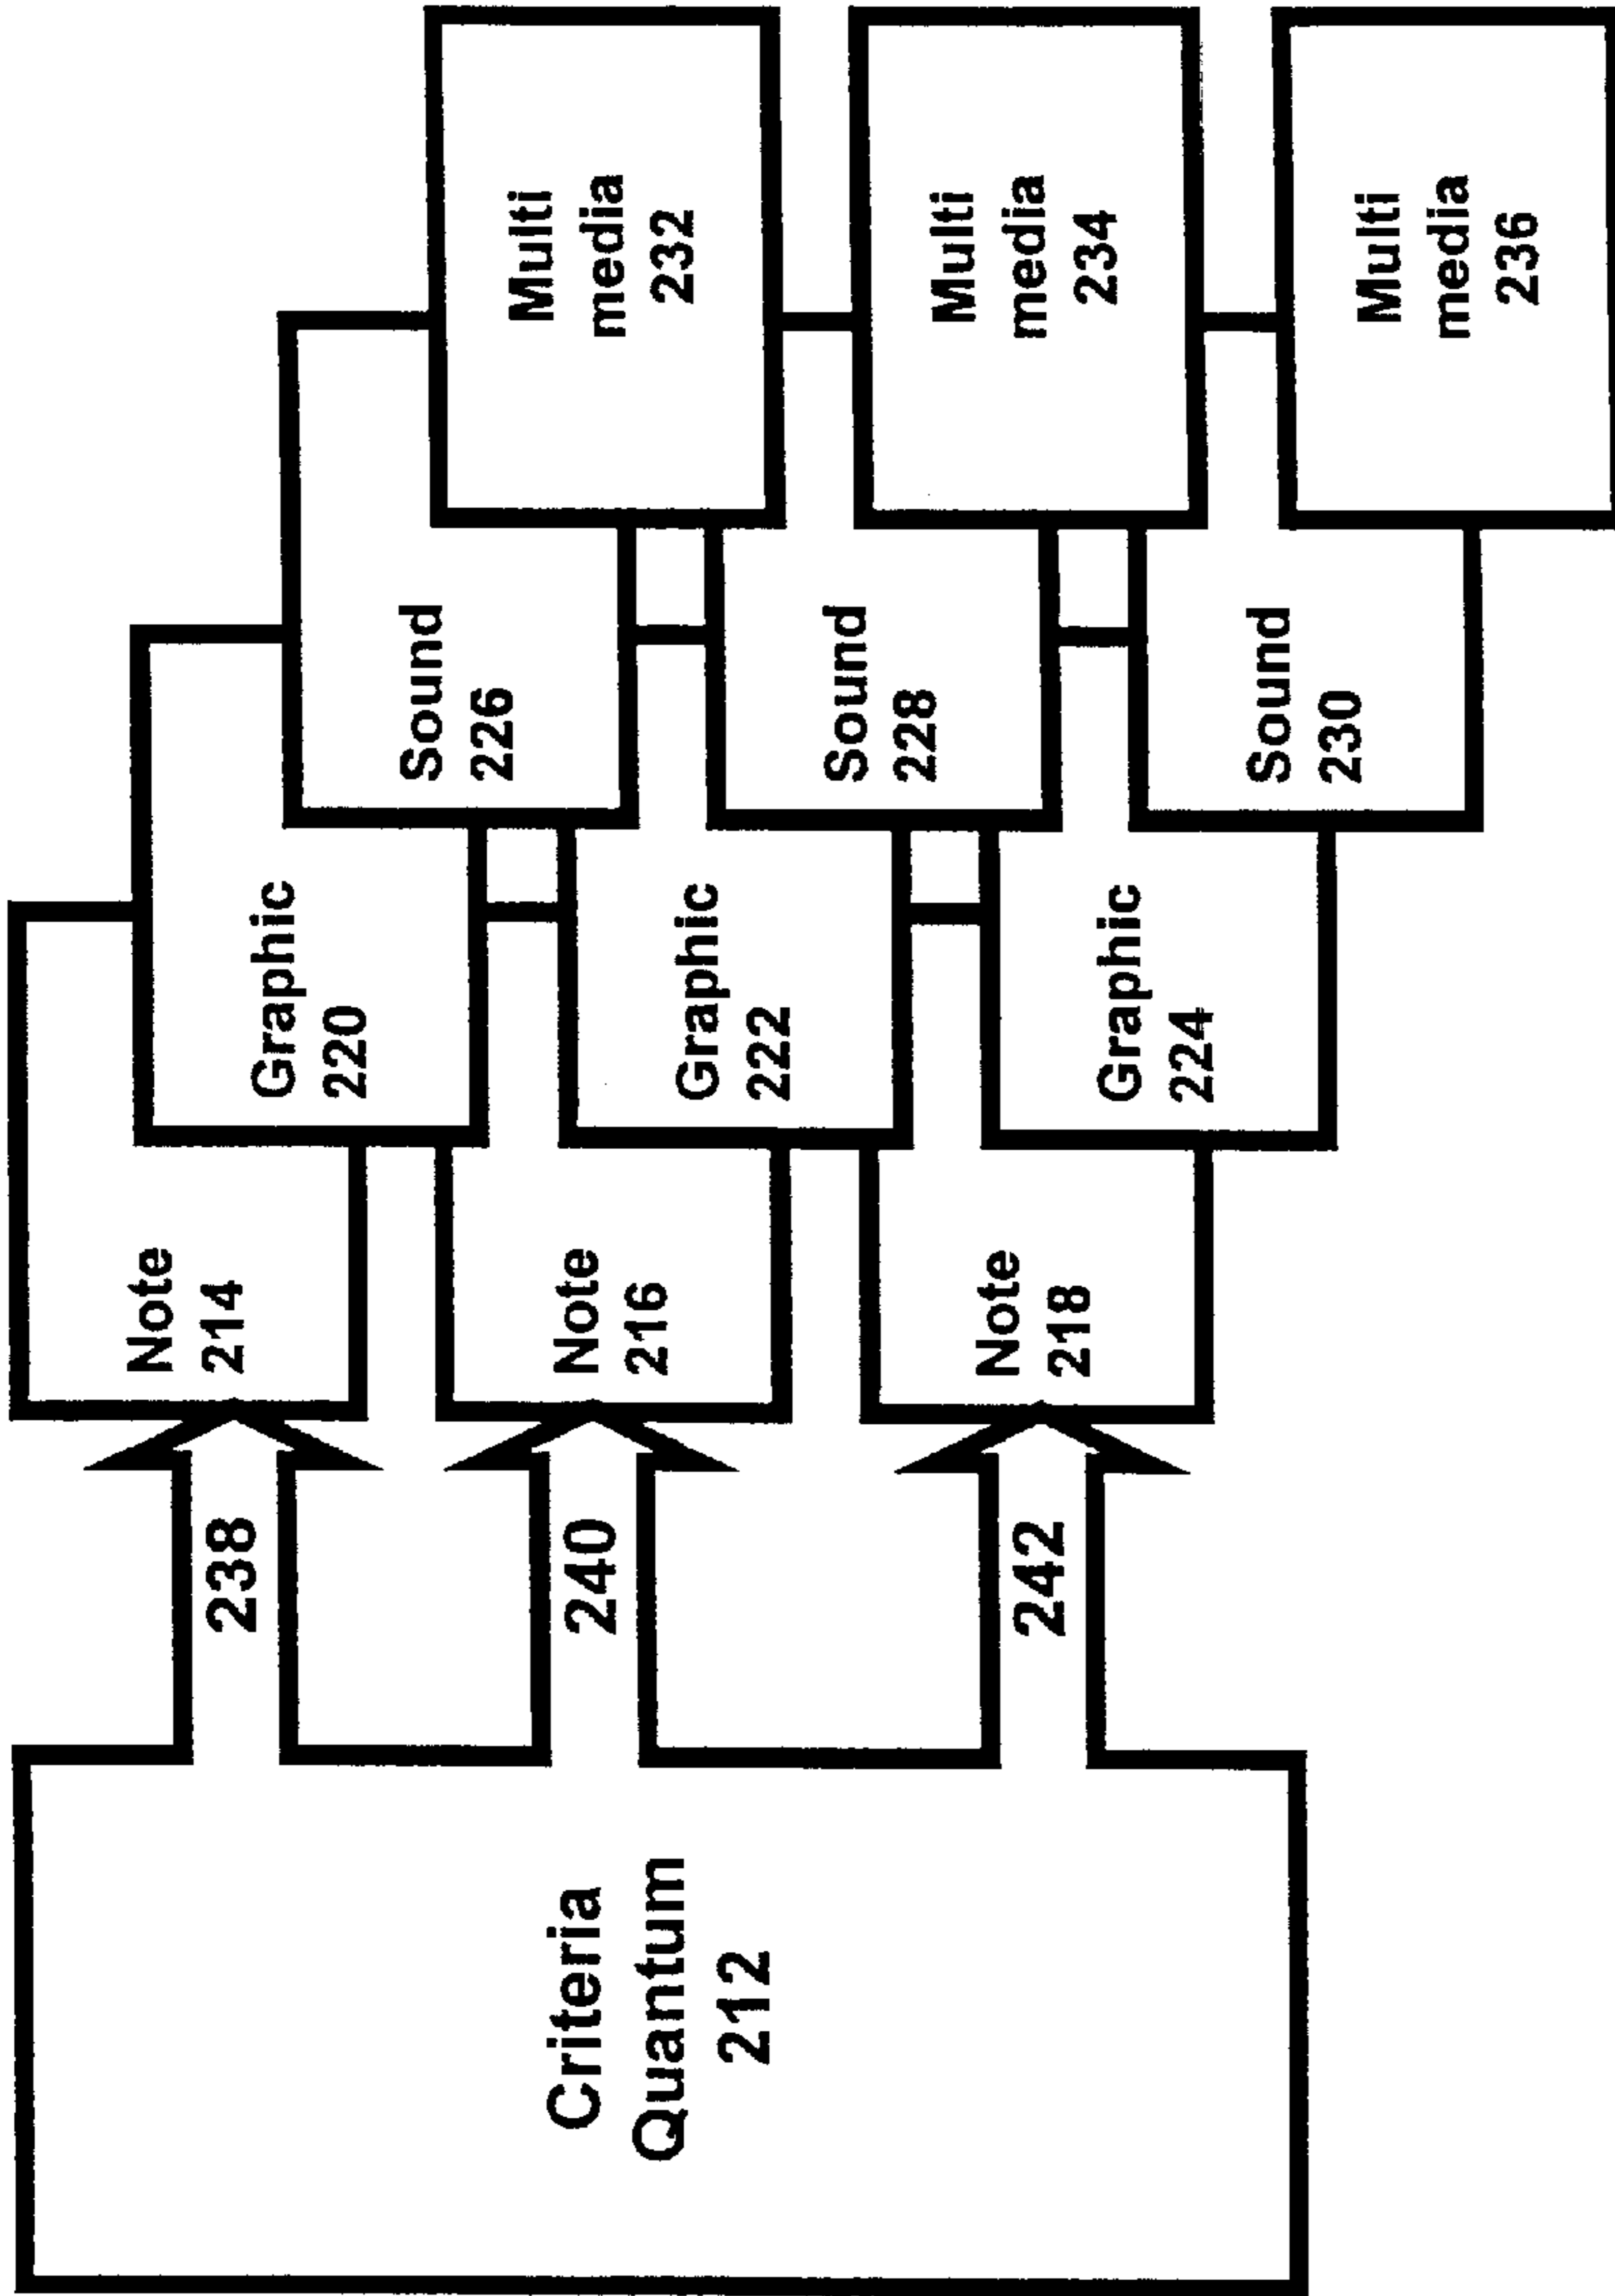 Criteria
Quantum
212
238
240
242
Note
214
Graphic
220
Sound
226
Multi
media
232
Note
216
Graphic
222
Sound
228
Multi
media
234
Note
218
Graphic
224
Sound
230
Multi
media
236